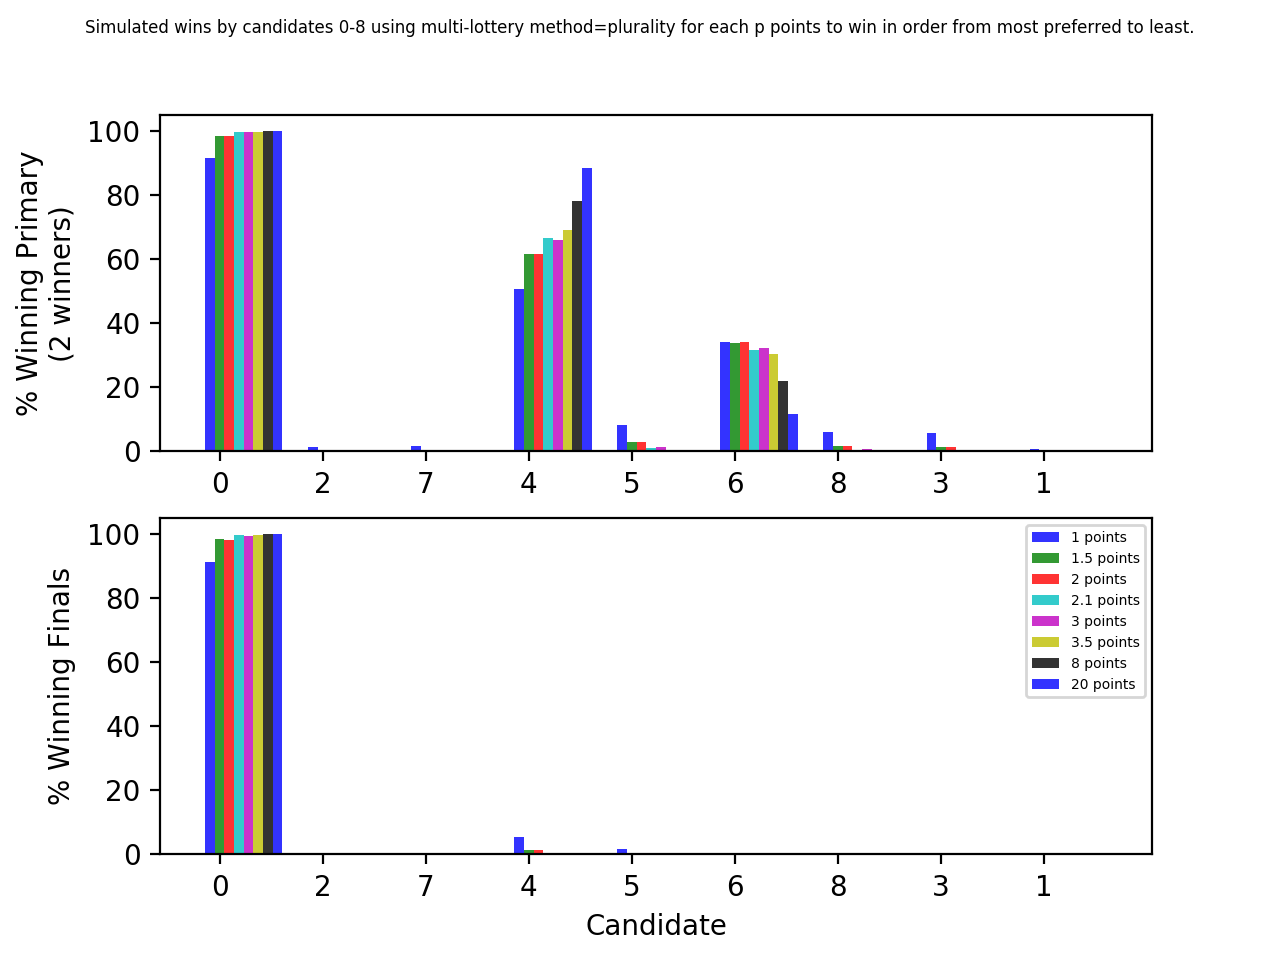 Simulated wins by candidates 0-8 using multi-lottery method=plurality for each p points to win in order from most preferred to least.
% Winning Primary
(2 winners)
100
80
60
40
20
0
0 2 7 4 5 6 8 3 1
% Winning Finals
100
80
60
40
20
0
1 points
1.5 points
2 points
2.1 points
3 points
3.5 points
8 points
20 points
0 2 7 4 5 6 8 3 1
Candidate